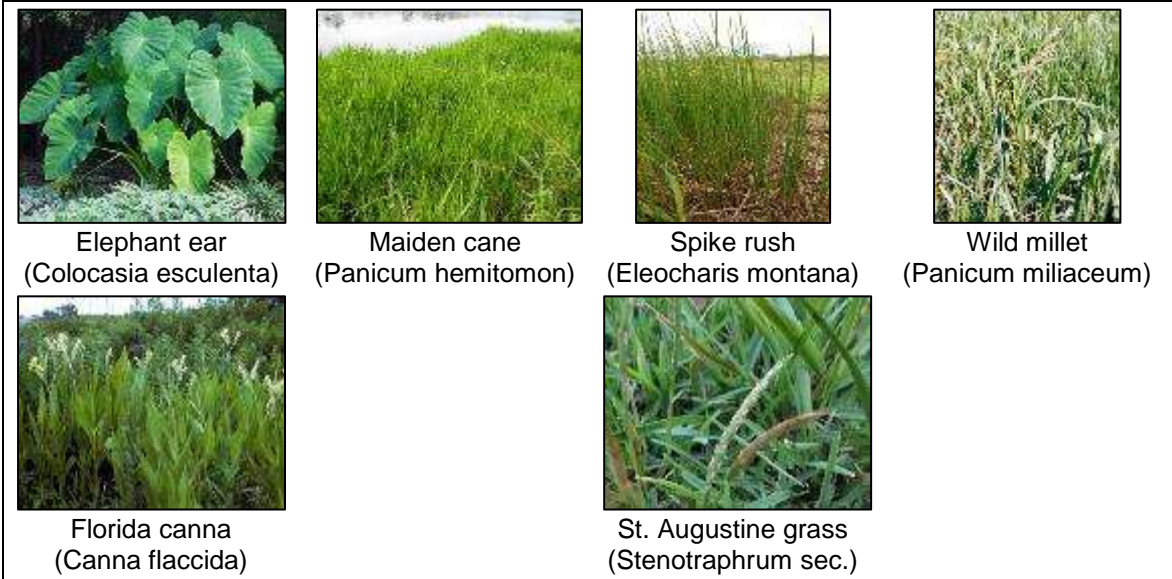 Elephant ear
(Colocasia esculenta)
Maiden cane
(Panicum hemitomon)
Spike rush
(Eleocharis montana)
Wild millet
(Panicum miliaceum)
Florida canna
(Canna flaccida)
St. Augustine grass
(Stenotraphrum sec.)